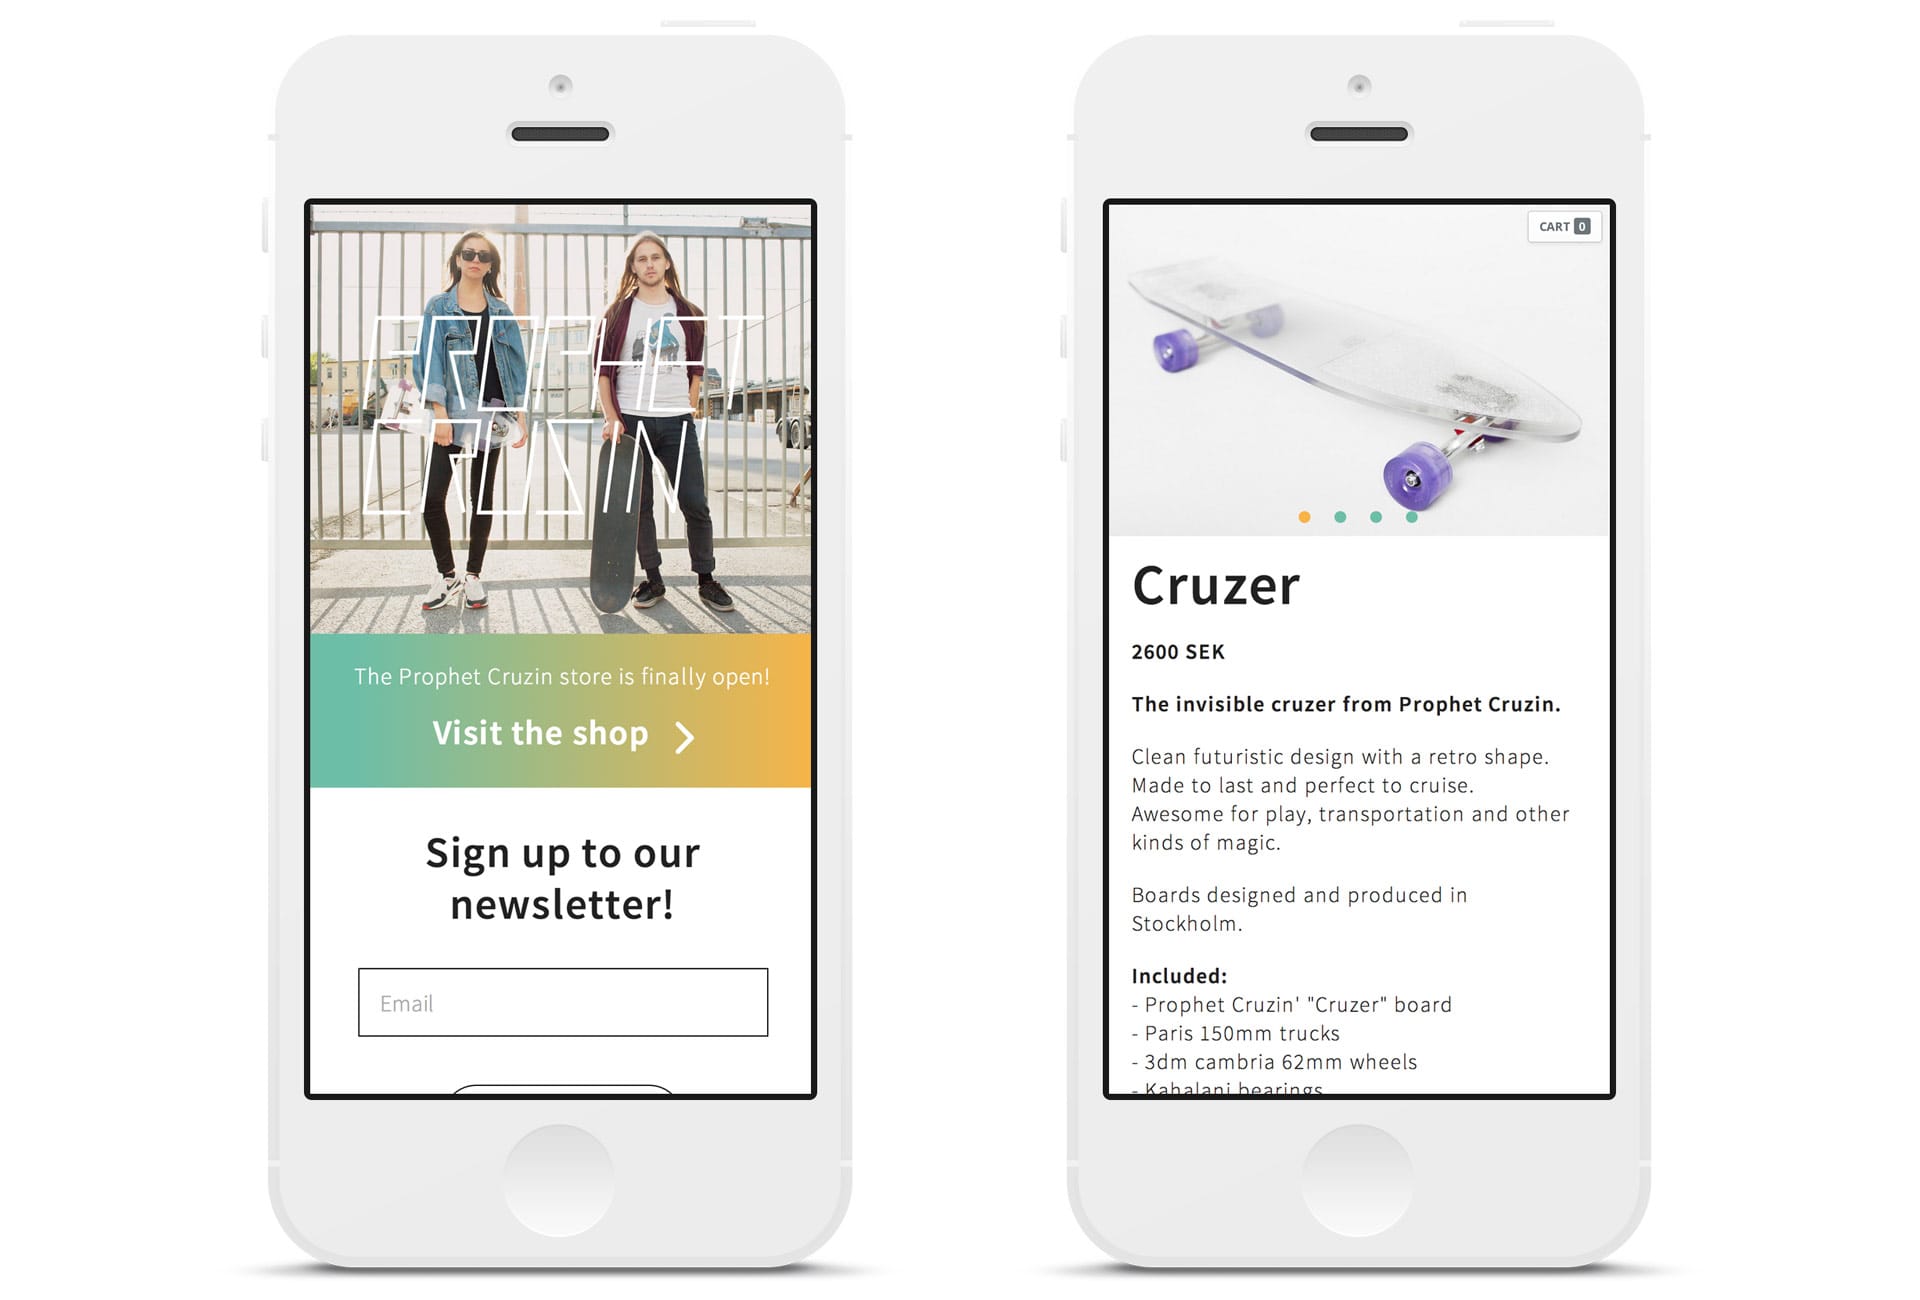 PROPHET
CRUZIN'
The Prophet Cruzin store is finally open!
Visit the shop
Sign up to our
newsletter!
Email
CART 0
Cruzer
2600 SEK
The invisible cruzer from Prophet Cruzin.
Clean futuristic design with a retro shape.
Made to last and perfect to cruise.
Awesome for play, transportation and other
kinds of magic.
Boards designed and produced in
Stockholm.
Included:
- Prophet Cruzin' "Cruzer" board
- Paris 150mm trucks
- 3dm cambria 62mm wheels
- Kahalani bearings